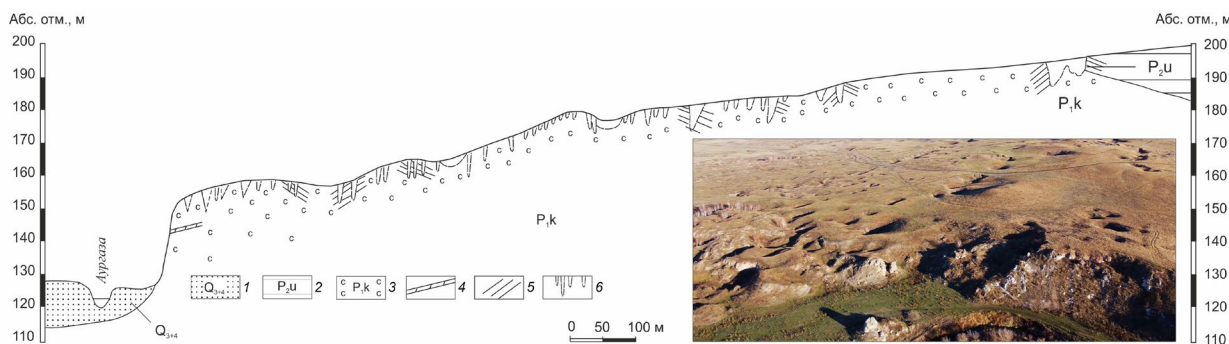 Абс. отм., м
Абс. отм., м
200
190
180
170
160
150
140
130
120
110
200
190
180
170
160
150
140
130
120
110
P₂u
P₁k
P₁k
Аургаза
Q₃₊₄
Q₃₊₄ 1
P₂u 2
c P₁k c c c 3
4
5
6
0 50 100 м